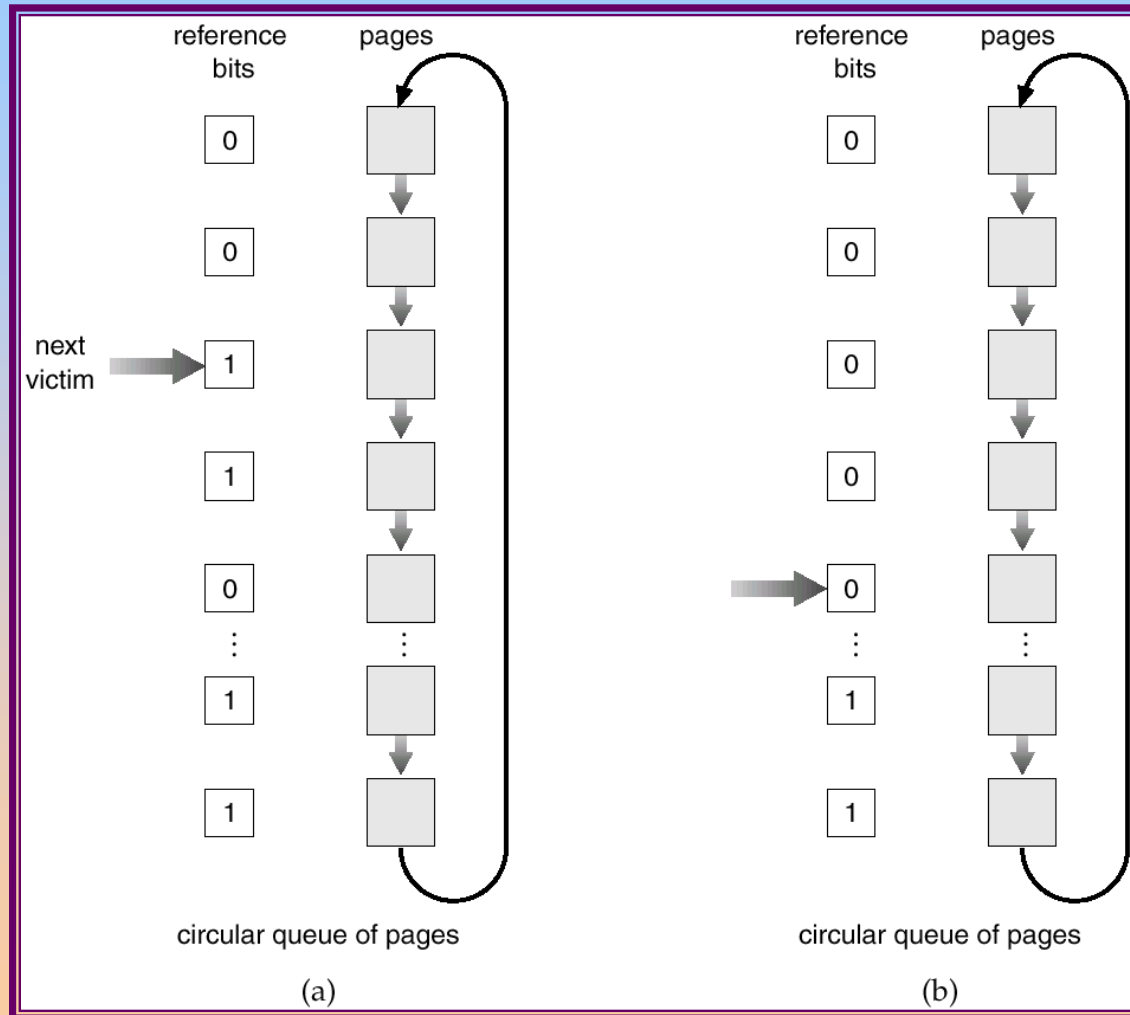 reference
bits
pages
0
0
next
victim
1
1
0
⋮
⋮
1
1
circular queue of pages
(a)
reference
bits
pages
0
0
0
0
0
⋮
⋮
1
1
circular queue of pages
(b)